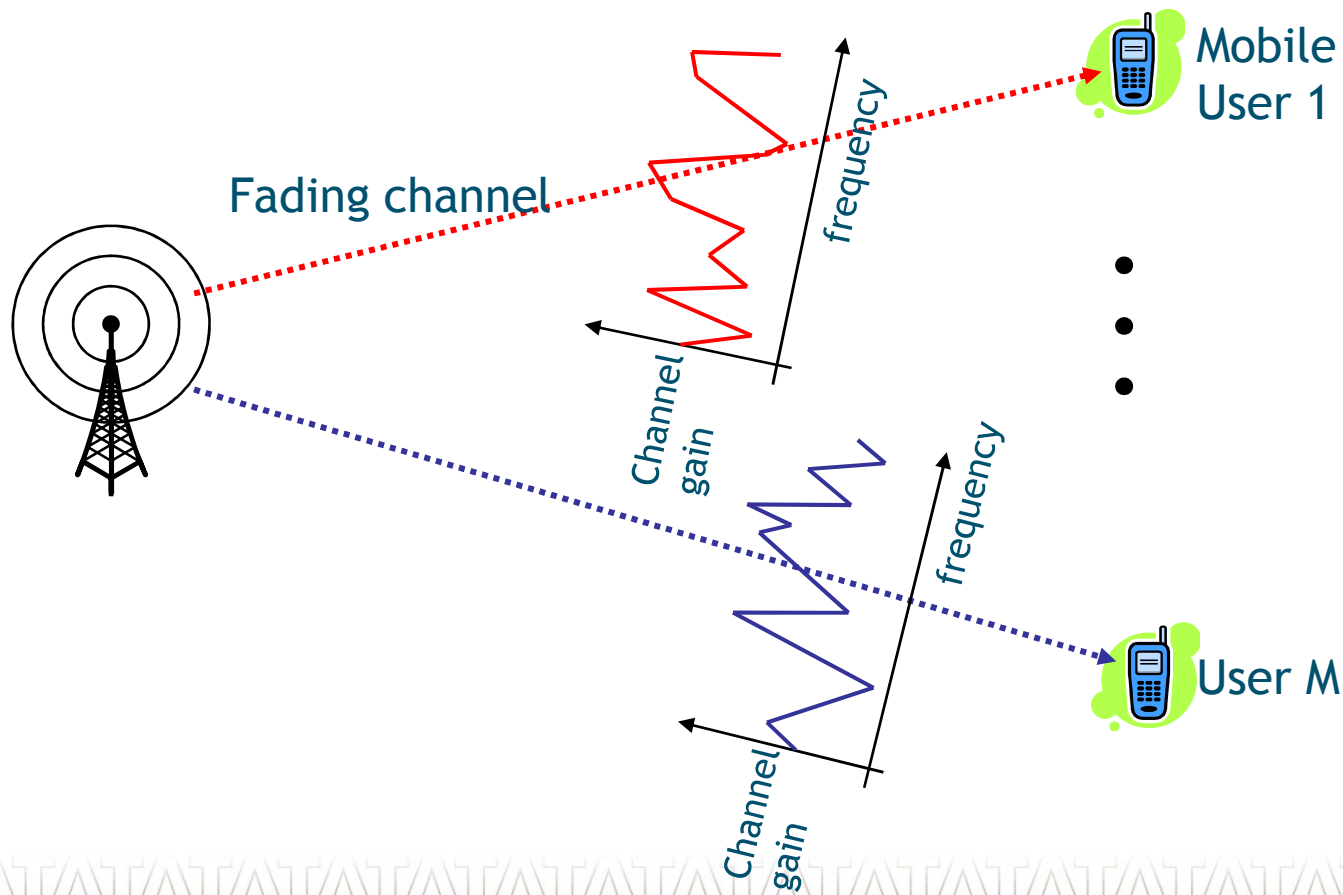 Mobile
User 1
frequency
Fading channel
Channel
gain
frequency
User M
Channel
gain